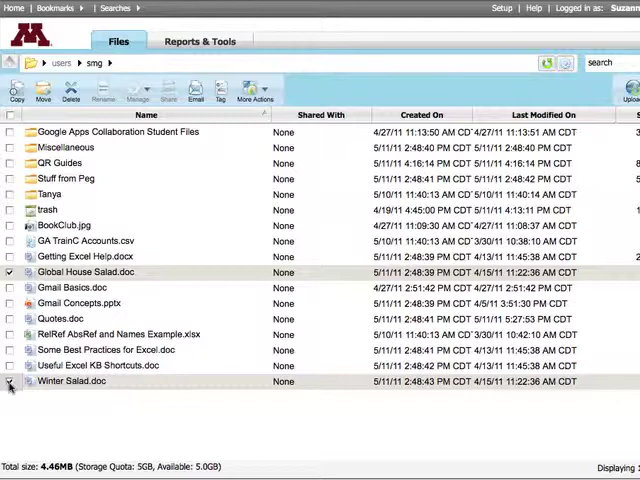 Home Bookmarks Searches Setup Help Logged in as: Suzann
M
Files Reports & Tools
users smg search
Copy Move Delete Rename Manage Share Email Tag More Actions Uploa
Name Shared With Created On Last Modified On S
Google Apps Collaboration Student Files None 4/27/11 11:13:50 AM CD 4/27/11 11:13:51 AM CDT 3
Miscellaneous None 5/11/11 2:48:40 PM CDT 5/11/11 2:48:40 PM CDT
QR Guides None 5/11/11 4:16:14 PM CDT 5/11/11 4:16:14 PM CDT 8
Stuff from Peg None 5/11/11 2:48:41 PM CDT 5/11/11 2:48:42 PM CDT
Tanya None 5/10/11 11:40:13 AM CD 5/10/11 11:40:14 AM CDT
trash None 4/19/11 4:45:00 PM CDT 5/11/11 4:13:11 PM CDT
BookClub.jpg None 4/27/11 11:09:30 AM CD 4/27/11 11:08:37 AM CDT
GA TrainC Accounts.csv None 5/10/11 11:40:13 AM CD 3/30/11 10:38:10 AM CDT
Getting Excel Help.docx None 5/11/11 2:48:39 PM CDT 4/13/11 11:45:38 AM CDT 2
Global House Salad.doc None 5/11/11 2:48:39 PM CDT 4/15/11 11:22:36 AM CDT
Gmail Basics.doc None 4/27/11 2:51:42 PM CDT 4/27/11 2:51:42 PM CDT
Gmail Concepts.pptx None 5/11/11 2:48:39 PM CDT 4/5/11 3:51:30 PM CDT
Quotes.doc None 5/11/11 2:48:40 PM CDT 5/11/11 5:27:53 PM CDT
RelRef AbsRef and Names Example.xlsx None 5/10/11 11:40:13 AM CD 3/30/11 10:42:10 AM CDT
Some Best Practices for Excel.doc None 5/11/11 2:48:41 PM CDT 4/13/11 11:45:38 AM CDT
Useful Excel KB Shortcuts.doc None 5/11/11 2:48:42 PM CDT 4/13/11 11:45:38 AM CDT
Winter Salad.doc None 5/11/11 2:48:43 PM CDT 4/15/11 11:22:36 AM CDT
Total size: 4.46MB (Storage Quota: 5GB, Available: 5.0GB) Displaying